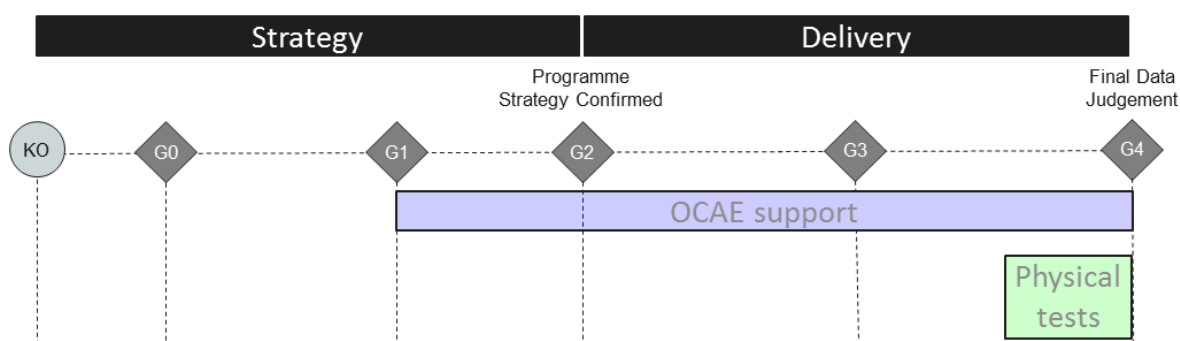 Strategy
Delivery
Programme
Strategy Confirmed
Final Data
Judgement
KO
G0
G1
G2
G3
G4
OCAE support
Physical
tests